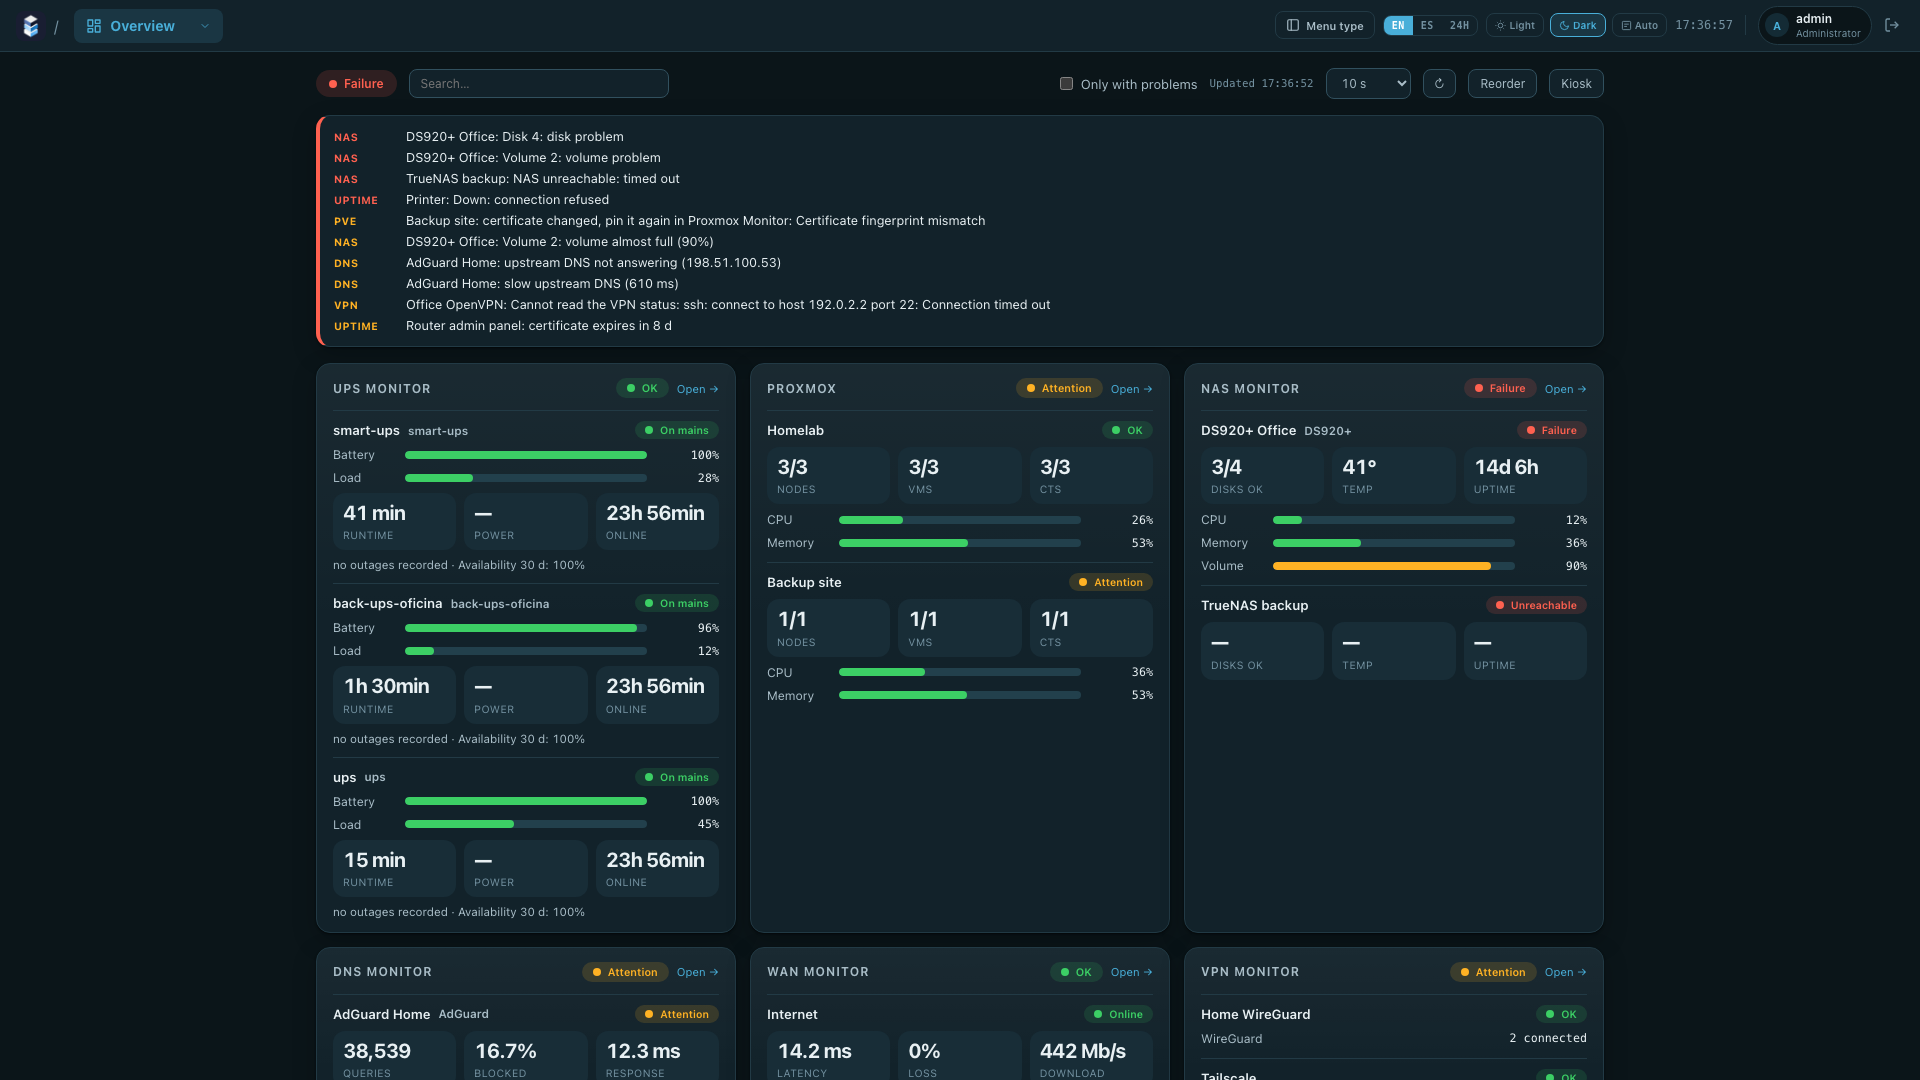 / Overview Menu type EN ES 24H Light Dark Auto 17:36:57 A admin
Administrator
Failure Search... Only with problems Updated 17:36:52 10 s ↻ Reorder Kiosk
NAS DS920+ Office: Disk 4: disk problem
NAS DS920+ Office: Volume 2: volume problem
NAS TrueNAS backup: NAS unreachable: timed out
UPTIME Printer: Down: connection refused
PVE Backup site: certificate changed, pin it again in Proxmox Monitor: Certificate fingerprint mismatch
NAS DS920+ Office: Volume 2: volume almost full (90%)
DNS AdGuard Home: upstream DNS not answering (198.51.100.53)
DNS AdGuard Home: slow upstream DNS (610 ms)
VPN Office OpenVPN: Cannot read the VPN status: ssh: connect to host 192.0.2.2 port 22: Connection timed out
UPTIME Router admin panel: certificate expires in 8 d
UPS MONITOR OK Open →
smart-ups smart-ups On mains
Battery 100%
Load 28%
41 min — 23h 56min
RUNTIME POWER ONLINE
no outages recorded · Availability 30 d: 100%
back-ups-oficina back-ups-oficina On mains
Battery 96%
Load 12%
1h 30min — 23h 56min
RUNTIME POWER ONLINE
no outages recorded · Availability 30 d: 100%
ups ups On mains
Battery 100%
Load 45%
15 min — 23h 56min
RUNTIME POWER ONLINE
no outages recorded · Availability 30 d: 100%
PROXMOX Attention Open →
Homelab OK
3/3 3/3 3/3
NODES VMS CTS
CPU 26%
Memory 53%
Backup site Attention
1/1 1/1 1/1
NODES VMS CTS
CPU 36%
Memory 53%
NAS MONITOR Failure Open →
DS920+ Office DS920+ Failure
3/4 41° 14d 6h
DISKS OK TEMP UPTIME
CPU 12%
Memory 36%
Volume 90%
TrueNAS backup Unreachable
— — —
DISKS OK TEMP UPTIME
DNS MONITOR Attention Open →
AdGuard Home AdGuard Attention
38,539 16.7% 12.3 ms
QUERIES BLOCKED RESPONSE
WAN MONITOR OK Open →
Internet Online
14.2 ms 0% 442 Mb/s
LATENCY LOSS DOWNLOAD
VPN MONITOR Attention Open →
Home WireGuard OK
WireGuard 2 connected
Tailscale OK